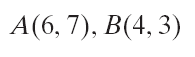 A(6, 7), B(4, 3)